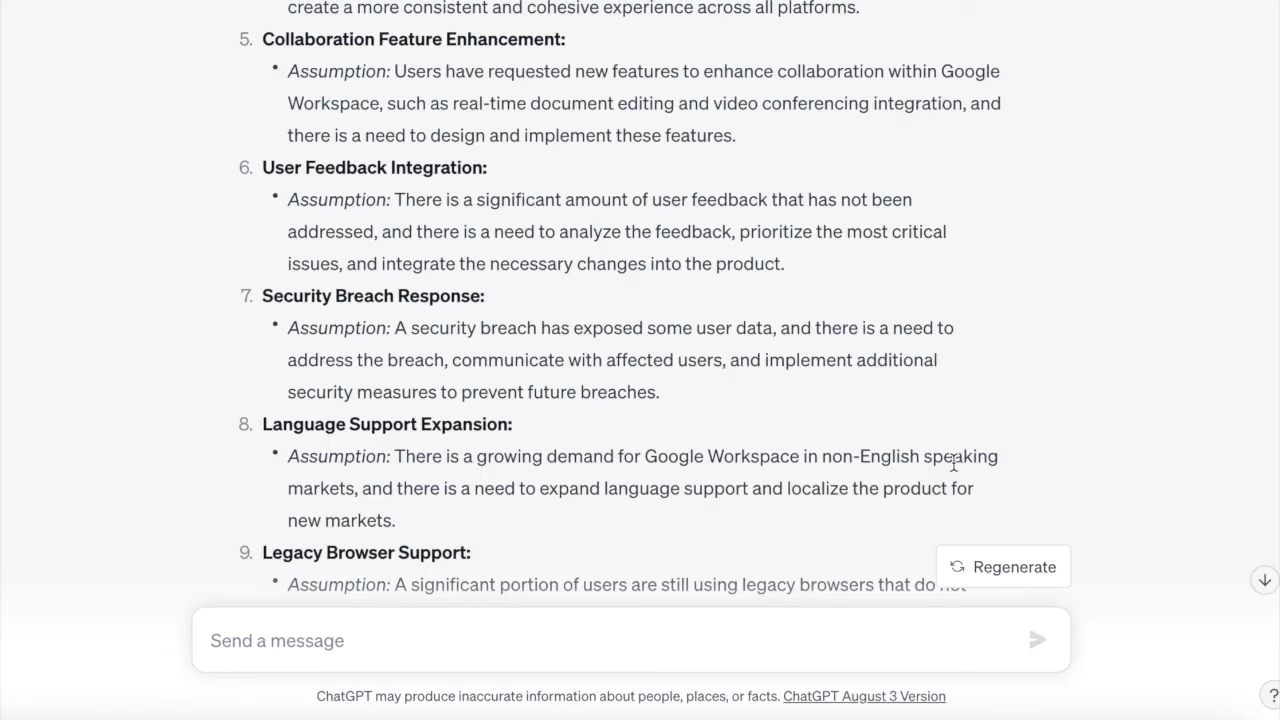 create a more consistent and cohesive experience across all platforms.
5. Collaboration Feature Enhancement:
• Assumption: Users have requested new features to enhance collaboration within Google
Workspace, such as real-time document editing and video conferencing integration, and
there is a need to design and implement these features.
6. User Feedback Integration:
• Assumption: There is a significant amount of user feedback that has not been
addressed, and there is a need to analyze the feedback, prioritize the most critical
issues, and integrate the necessary changes into the product.
7. Security Breach Response:
• Assumption: A security breach has exposed some user data, and there is a need to
address the breach, communicate with affected users, and implement additional
security measures to prevent future breaches.
8. Language Support Expansion:
• Assumption: There is a growing demand for Google Workspace in non-English speaking
markets, and there is a need to expand language support and localize the product for
new markets.
9. Legacy Browser Support:
• Assumption: A significant portion of users are still using legacy browsers that do not
Regenerate
Send a message
ChatGPT may produce inaccurate information about people, places, or facts. ChatGPT August 3 Version
?